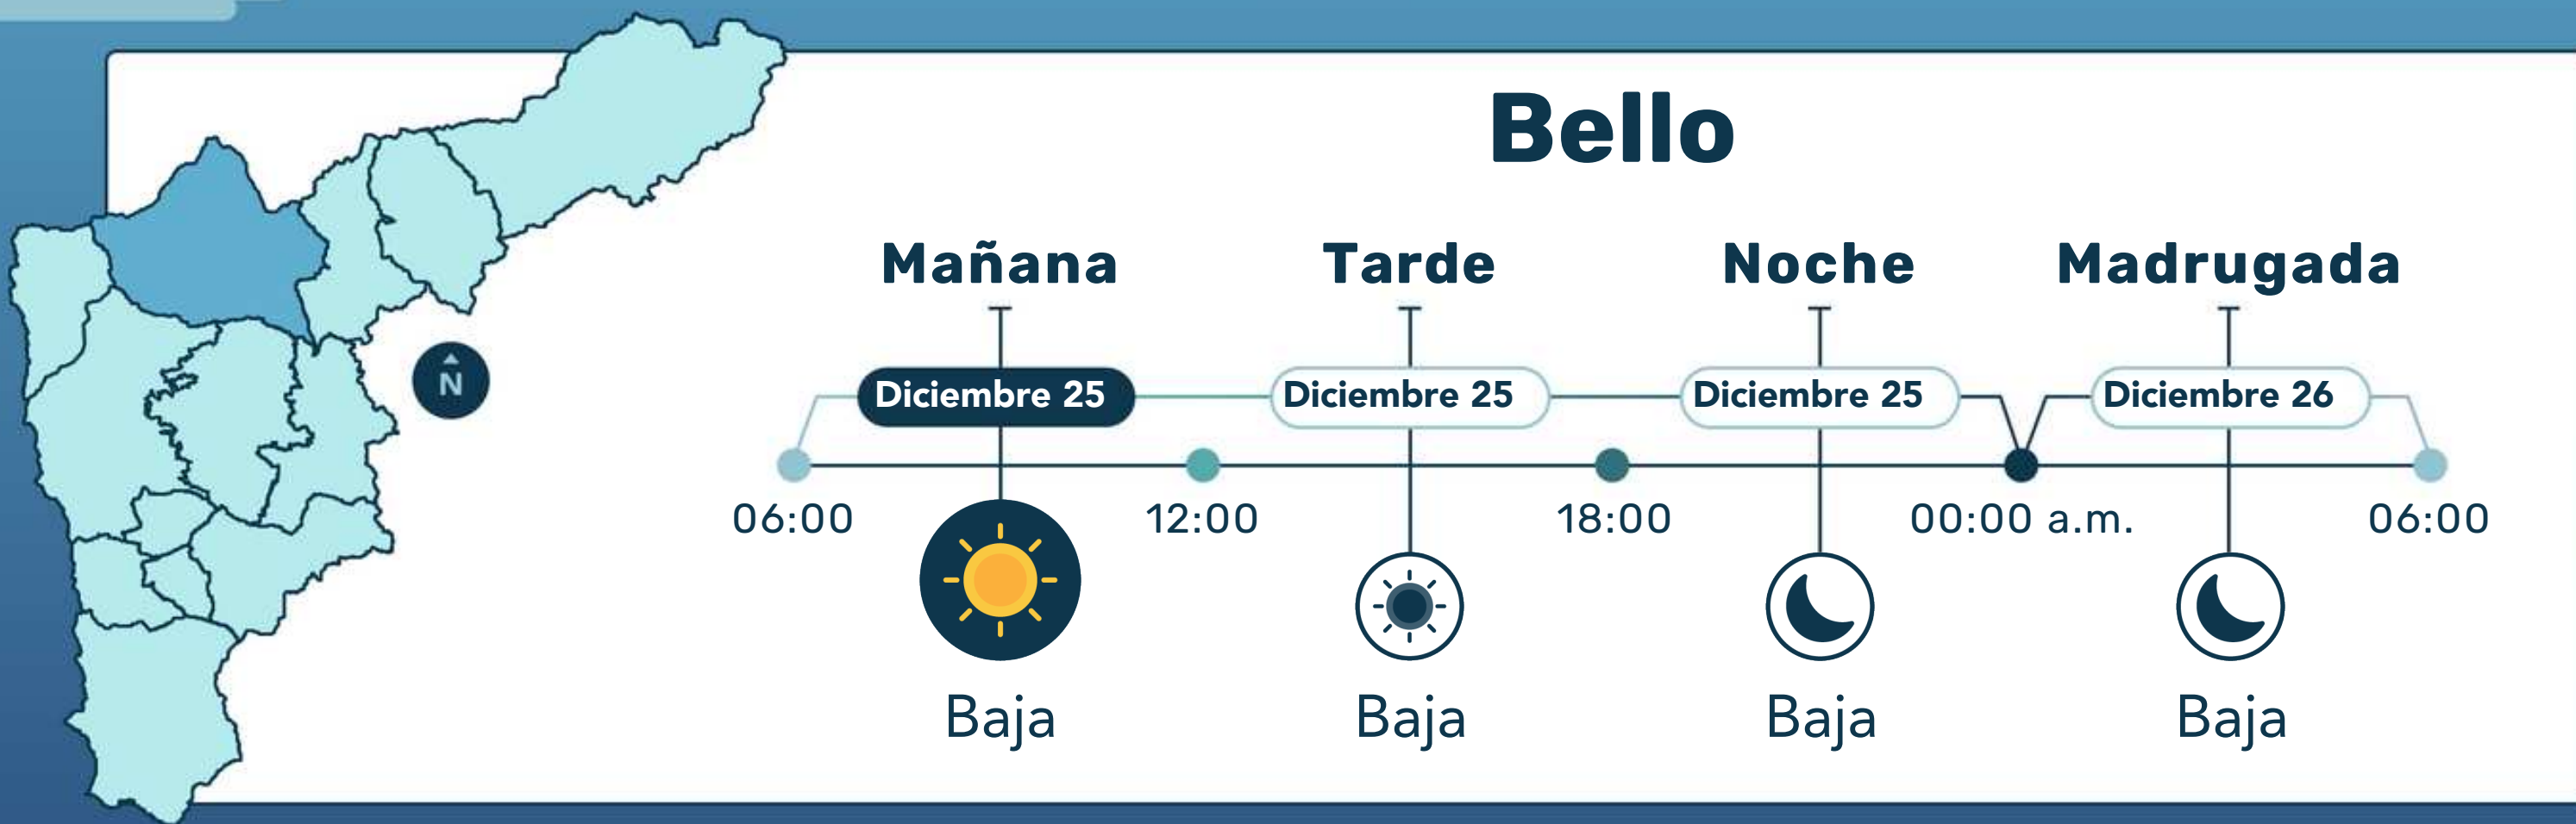 Bello
Mañana Tarde Noche Madrugada
N
Diciembre 25 Diciembre 25 Diciembre 25 Diciembre 26
06:00 12:00 18:00 00:00 a.m. 06:00
Baja Baja Baja Baja